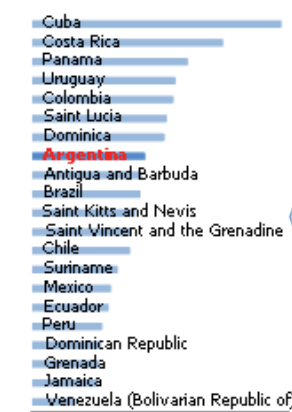 Cuba
Costa Rica
Panama
Uruguay
Colombia
Saint Lucia
Dominica
Argentina
Antigua and Barbuda
Brazil
Saint Kitts and Nevis
Saint Vincent and the Grenadine
Chile
Suriname
Mexico
Ecuador
Peru
Dominican Republic
Grenada
Jamaica
Venezuela (Bolivarian Republic of)